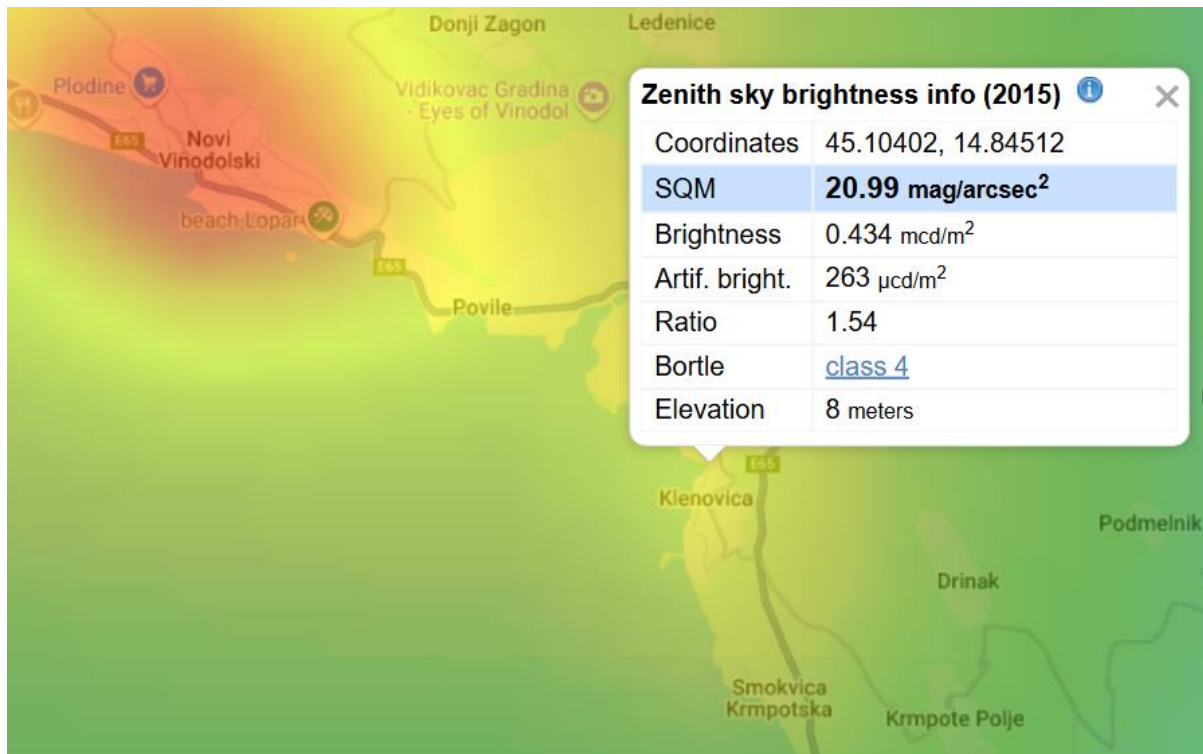 Donji Zagon
Ledenice
Plodine
Vidikovac Gradina
- Eyes of Vinodol
E65
Novi
Vinodolski
beach Lopar
E65
Povile
Zenith sky brightness info (2015)
Coordinates 45.10402, 14.84512
SQM 20.99 mag/arcsec²
Brightness 0.434 mcd/m²
Artif. bright. 263 μcd/m²
Ratio 1.54
Bortle class 4
Elevation 8 meters
E65
Klenovica
Podmelnik
Drinak
Smokvica
Krmpotska
Krmpote Polje